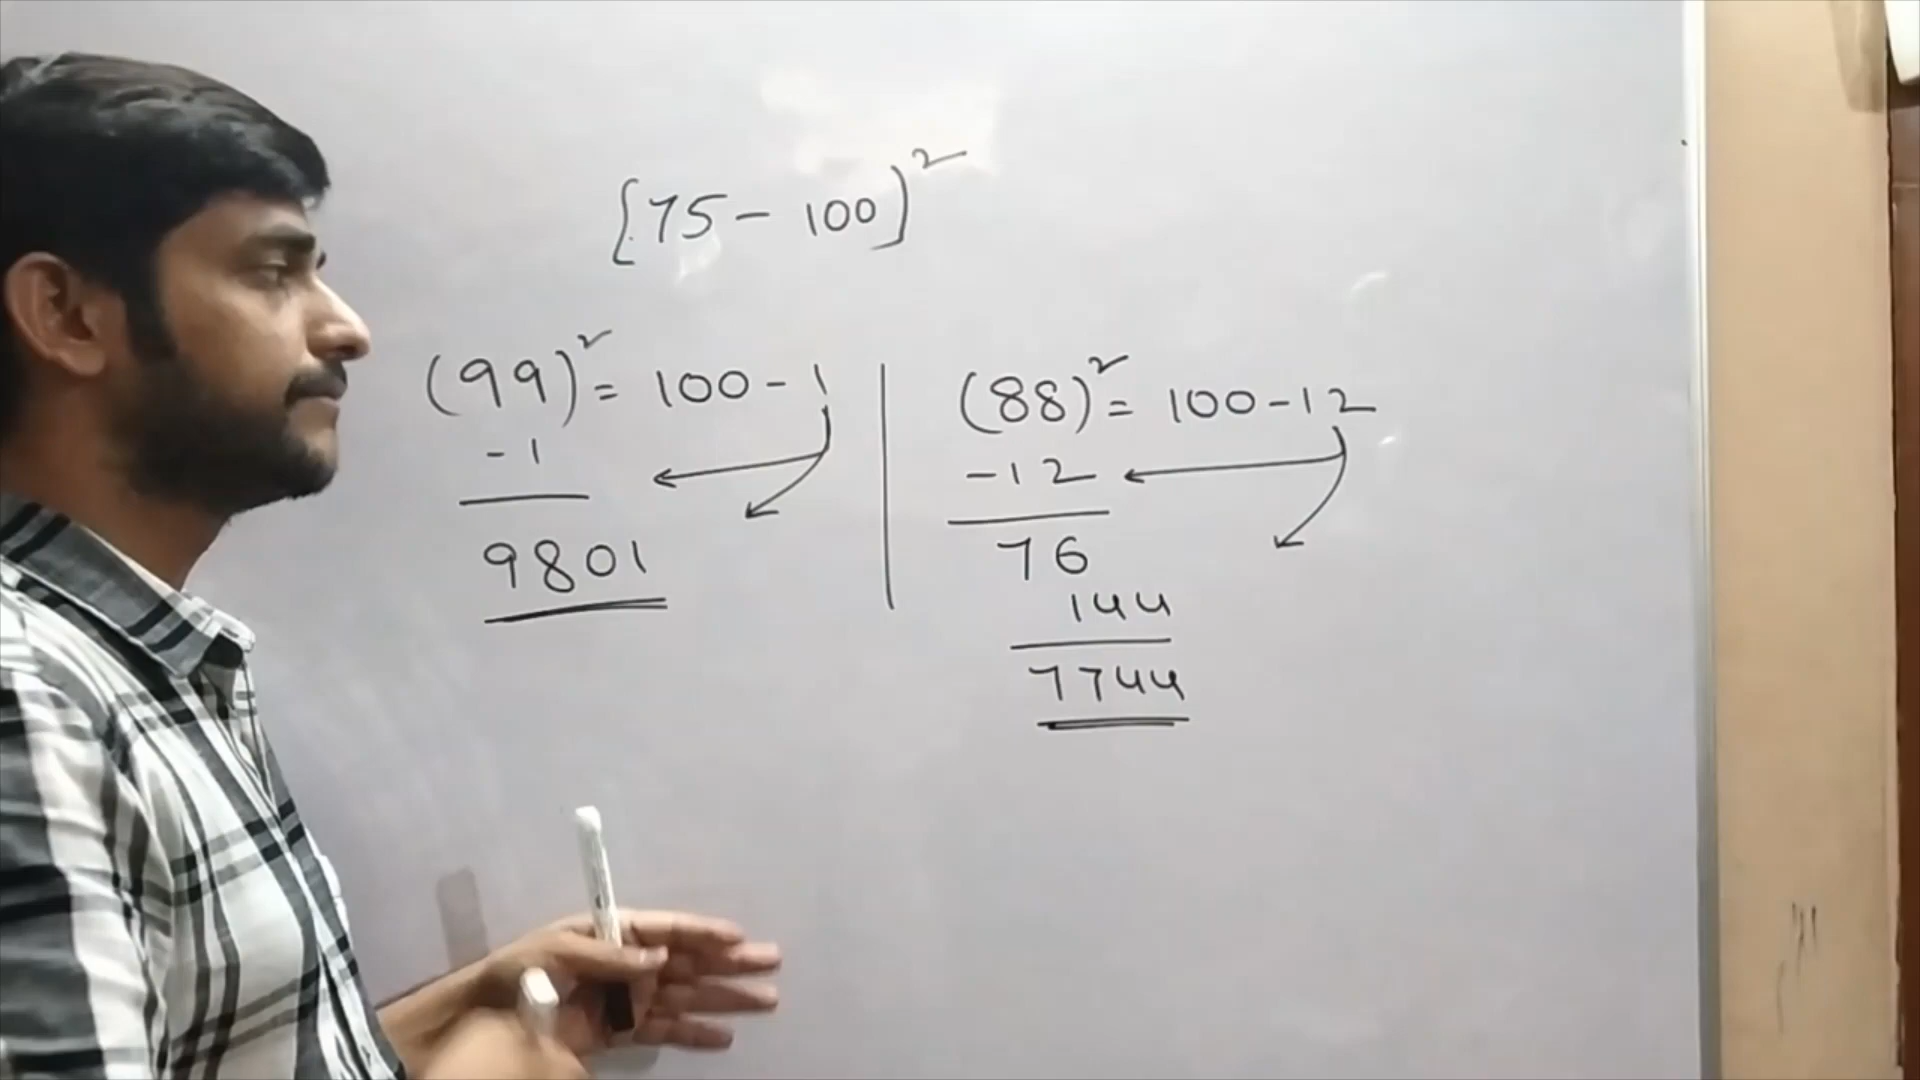 [75 - 100)²
(99)² = 100 - 1
- 1
9801
(88)² = 100 - 12
- 12
76
144
7744